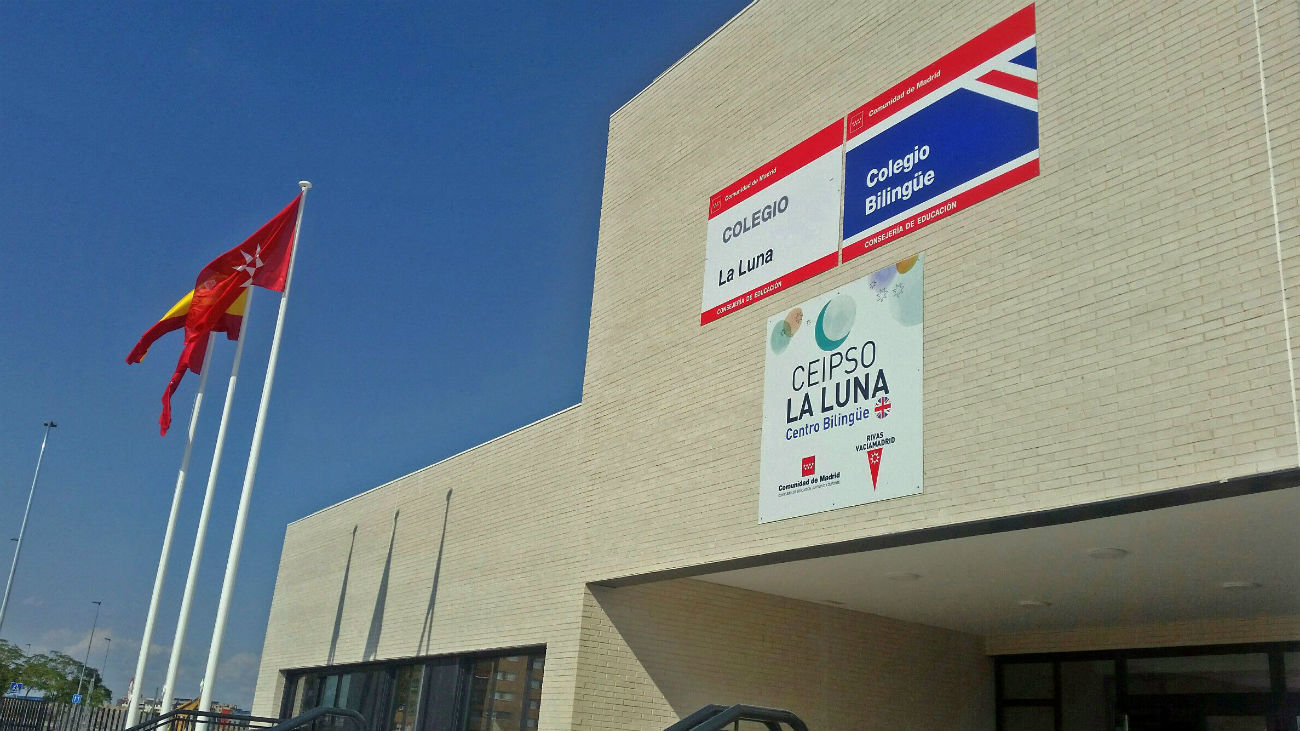 Comunidad de Madrid
COLEGIO
La Luna
CONSEJERÍA DE EDUCACIÓN
Comunidad de Madrid
Colegio
Bilingüe
CONSEJERÍA DE EDUCACIÓN
CEIPSO
LA LUNA
Centro Bilingüe
Comunidad de Madrid
RIVAS
VACIAMADRID